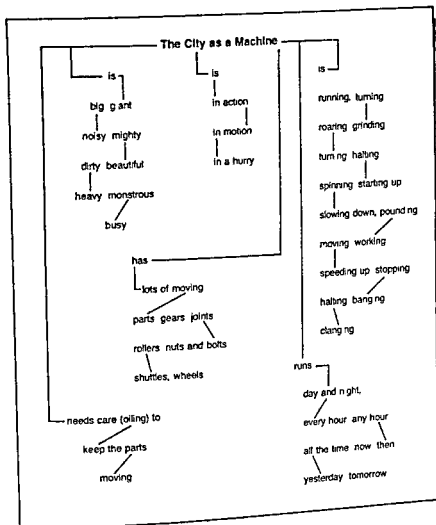 The City as a Machine
is
big giant
noisy mighty
dirty beautiful
heavy monstrous
busy
is
in action
in motion
in a hurry
is
running, turning
roaring grinding
turning halting
spinning starting up
slowing down, pounding
moving working
speeding up stopping
halting banging
clanging
has
lots of moving
parts gears joints
rollers nuts and bolts
shuttles, wheels
runs
day and night,
every hour any hour
all the time now then
yesterday tomorrow
needs care (oiling) to
keep the parts
moving